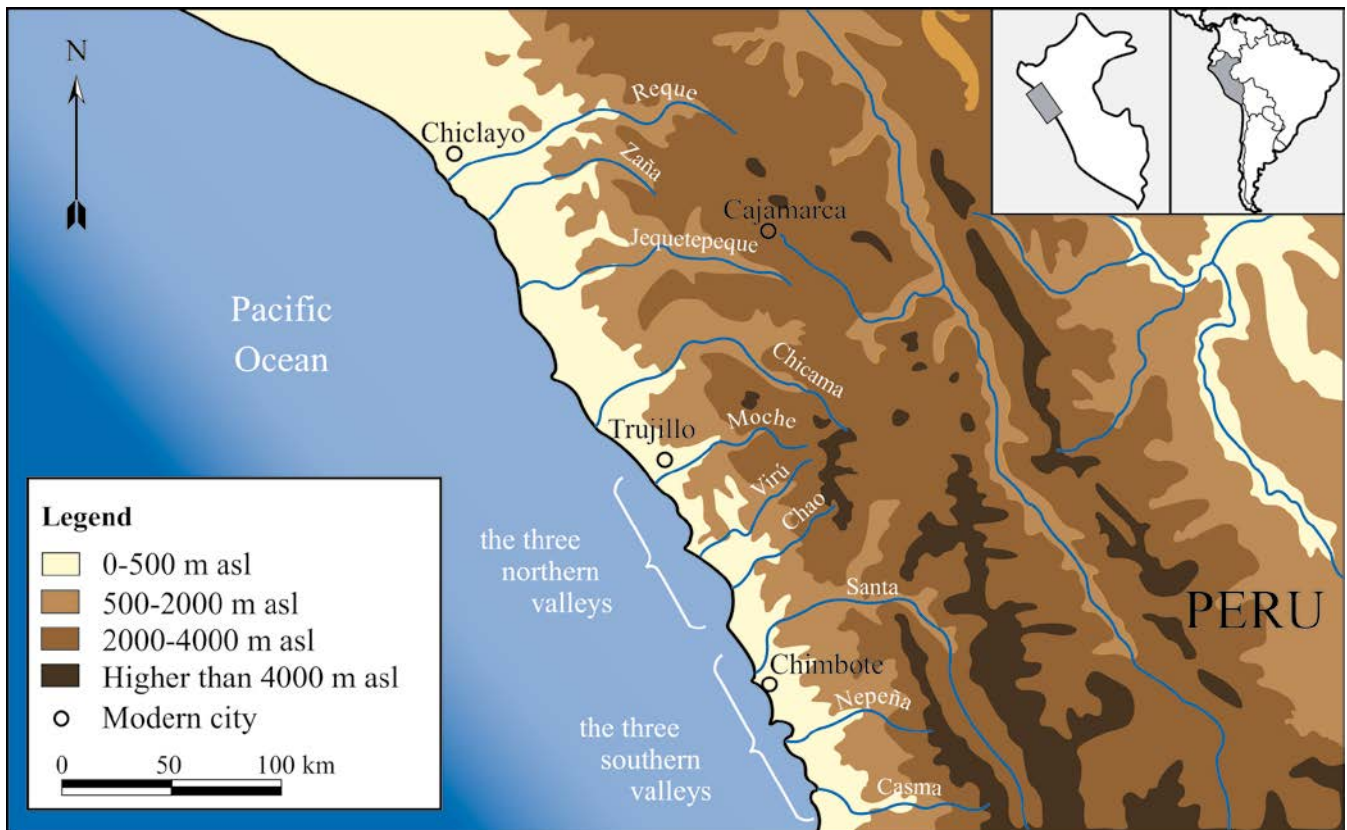 N
Reque
Chiclayo
Zaña
Cajamarca
Jequetepeque
Pacific
Ocean
Chicama
Moche
Trujillo
Virú
Chao
the three
northern
valleys
Santa
PERU
Chimbote
Nepeña
the three
southern
valleys
Casma
Legend
0-500 m asl
500-2000 m asl
2000-4000 m asl
Higher than 4000 m asl
Modern city
0 50 100 km